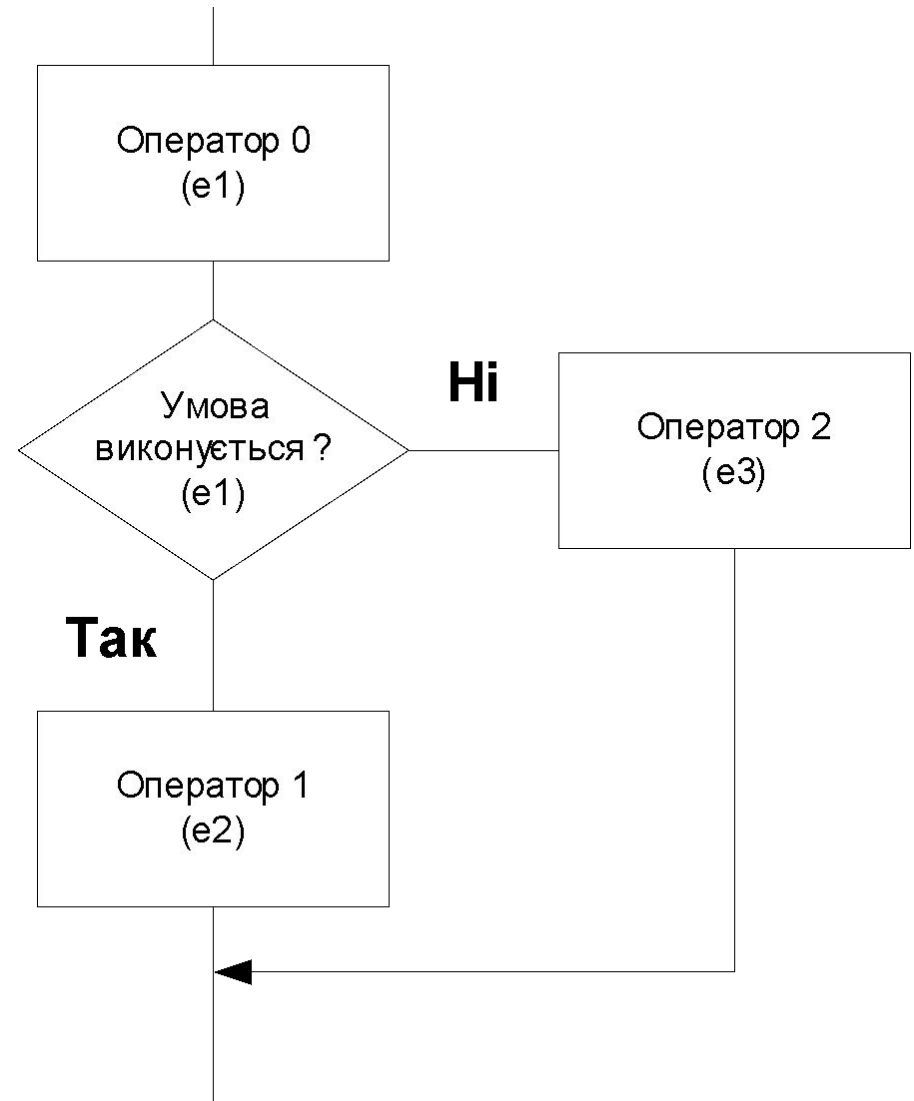 Оператор 0
(e1)
Умова
виконується ?
(e1)
Ні
Оператор 2
(e3)
Так
Оператор 1
(e2)